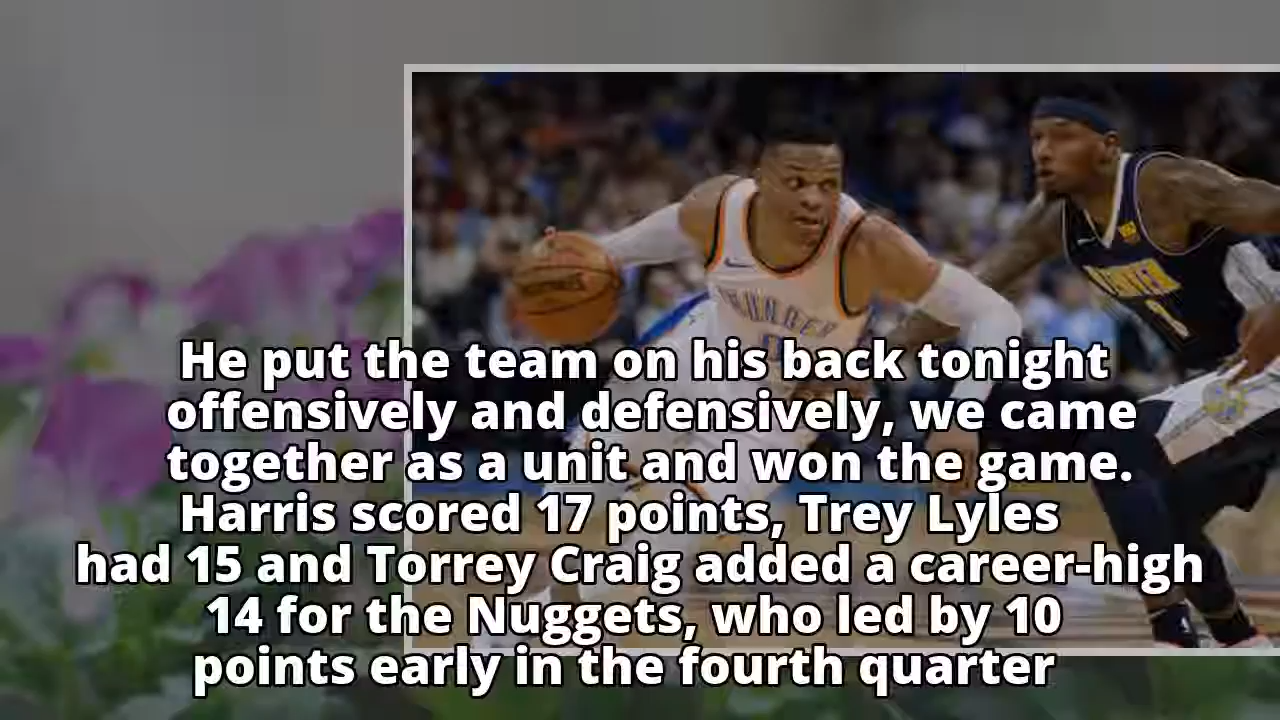 THUNDER
DENVER
He put the team on his back tonight
offensively and defensively, we came
together as a unit and won the game.
Harris scored 17 points, Trey Lyles
had 15 and Torrey Craig added a career-high
14 for the Nuggets, who led by 10
points early in the fourth quarter